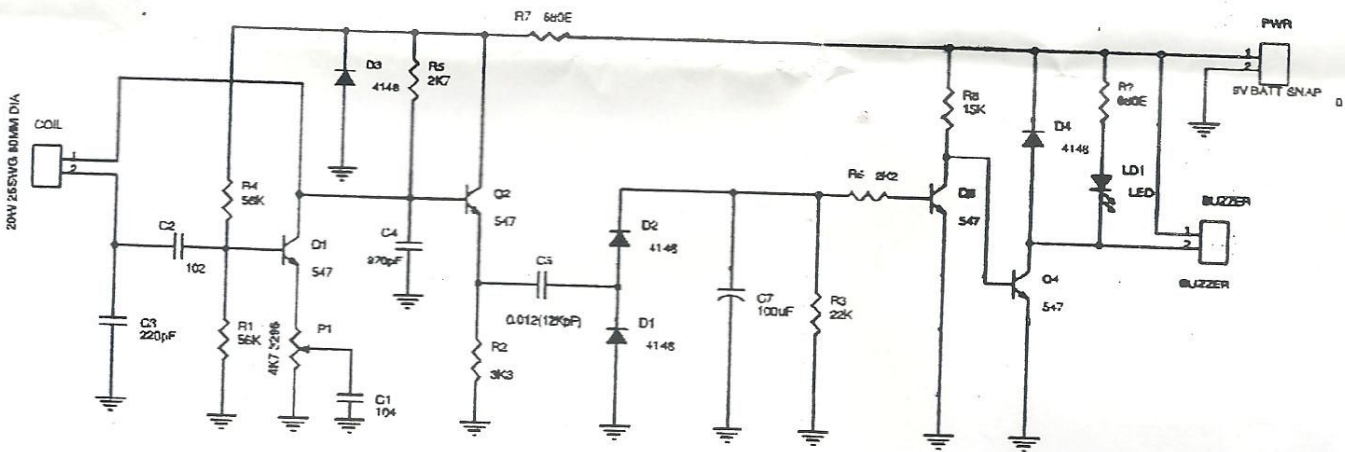 R7 680E
PWR
1
2
9V BATT SNAP
D3
4148
R5
2K7
R8
15K
R?
680E
D4
4148
LD1
LED
BUZZER
1
2
BUZZER
COIL
1
2
20W 26SWG 80MM DIA
R4
56K
Q2
547
R6 2K2
Q3
547
C2
102
Q1
547
C4
270pF
D2
4148
C5
0.012(12KpF)
C3
220pF
R1
56K
P1
4K7 3296
C1
104
R2
3K3
D1
4148
C7
100uF
R3
22K
Q4
547